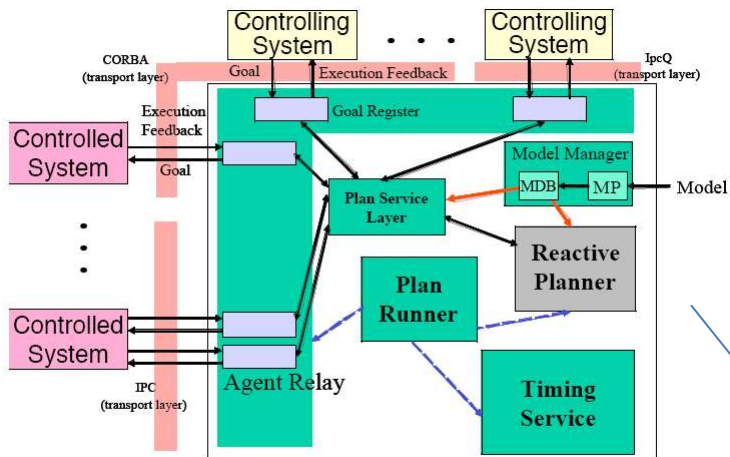 Controlling
System
Controlling
System
CORBA
(transport layer)
Goal
Execution Feedback
IpcQ
(transport layer)
Execution
Feedback
Goal Register
Controlled
System
Goal
Model Manager
MDB
MP
Model
Plan Service
Layer
Reactive
Planner
Plan
Runner
Controlled
System
Agent Relay
IPC
(transport layer)
Timing
Service